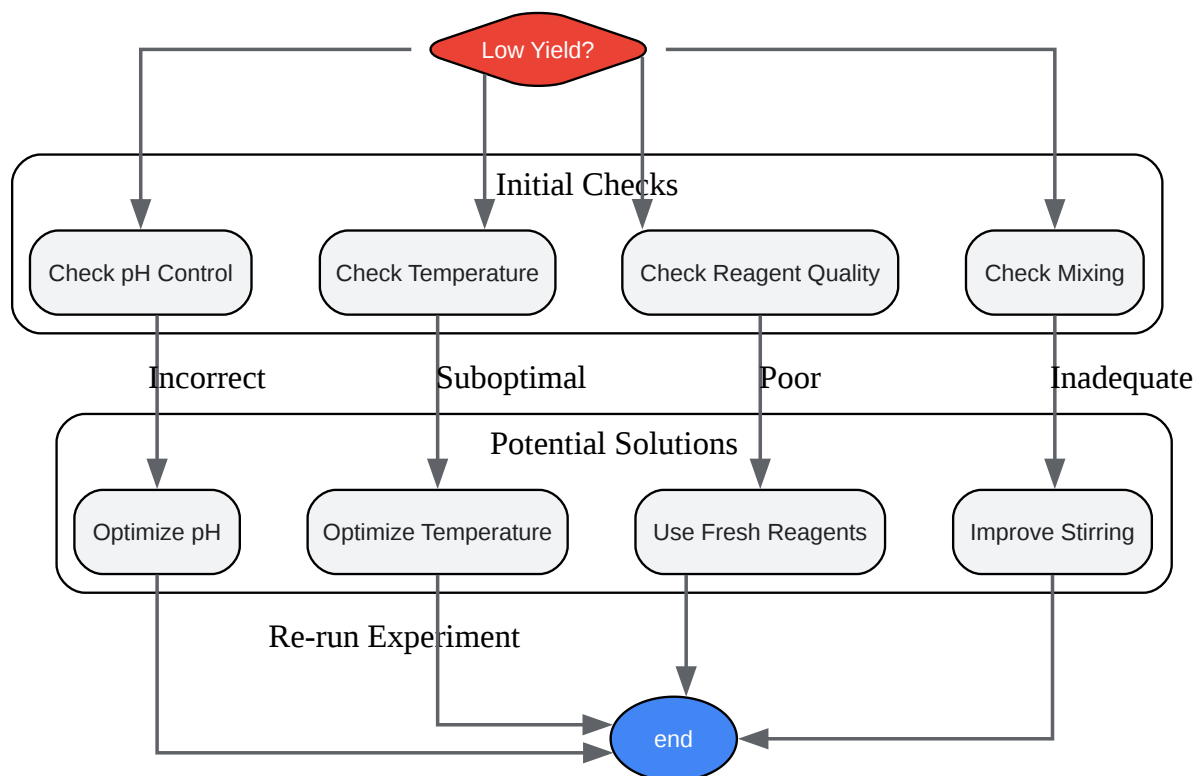 Low Yield?
Initial Checks
Check pH Control
Check Temperature
Check Reagent Quality
Check Mixing
Incorrect
Suboptimal
Poor
Inadequate
Potential Solutions
Optimize pH
Optimize Temperature
Use Fresh Reagents
Improve Stirring
Re-run Experiment
end